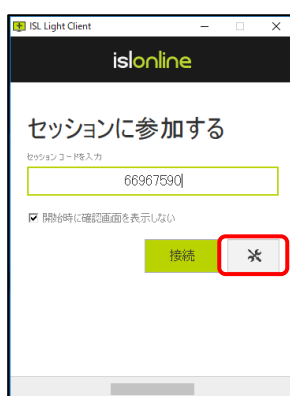 ISL Light Client
islonline
セッションに参加する
セッションコードを入力
66967590
開始時に確認画面を表示しない
接続